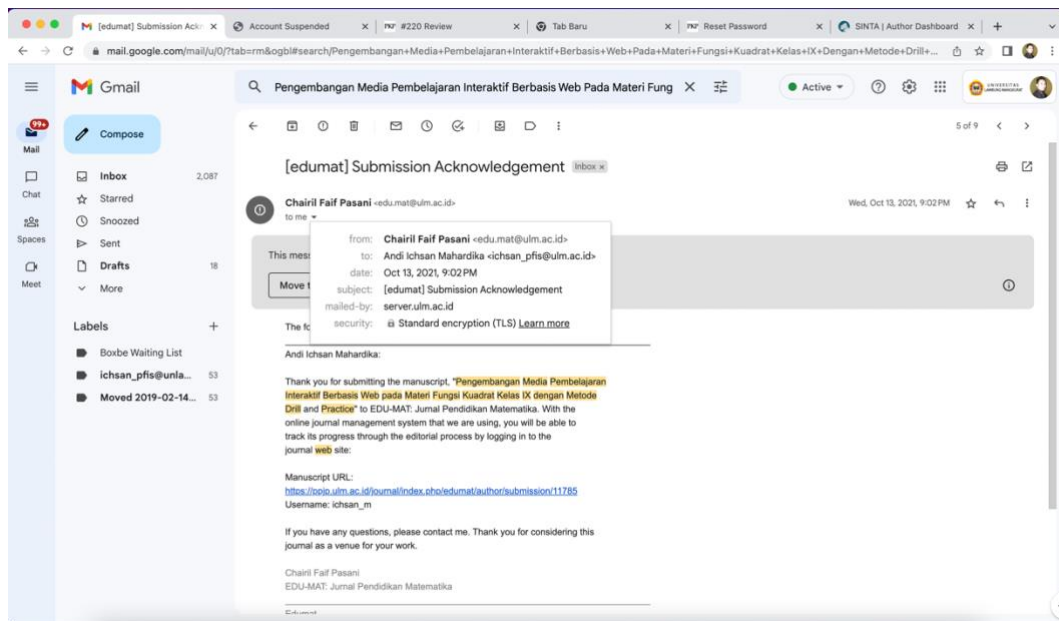 [edumat] Submission Ackn
Account Suspended
#220 Review
Tab Baru
Reset Password
SINTA | Author Dashboard
mail.google.com/mail/u/0/?tab=rm&ogbl#search/Pengembangan+Media+Pembelajaran+Interaktif+Berbasis+Web+Pada+Materi+Fungsi+Kuadrat+Kelas+IX+Dengan+Metode+Drill+...
Gmail
Pengembangan Media Pembelajaran Interaktif Berbasis Web Pada Materi Fung
Active
99+
Mail
Chat
Spaces
Meet
Compose
Inbox 2,087
Starred
Snoozed
Sent
Drafts 18
More
Labels
Boxbe Waiting List
ichsan_pfis@unla... 53
Moved 2019-02-14... 53
5 of 9
[edumat] Submission Acknowledgement Inbox x
Chairil Faif Pasani <edu.mat@ulm.ac.id>
Wed, Oct 13, 2021, 9:02 PM
to me
from: Chairil Faif Pasani <edu.mat@ulm.ac.id>
to: Andi Ichsan Mahardika <ichsan_pfis@ulm.ac.id>
date: Oct 13, 2021, 9:02 PM
subject: [edumat] Submission Acknowledgement
mailed-by: server.ulm.ac.id
security: Standard encryption (TLS) Learn more
This mess
Move t
The fo
Andi Ichsan Mahardika:
Thank you for submitting the manuscript, "Pengembangan Media Pembelajaran
Interaktif Berbasis Web pada Materi Fungsi Kuadrat Kelas IX dengan Metode
Drill and Practice" to EDU-MAT: Jurnal Pendidikan Matematika. With the
online journal management system that we are using, you will be able to
track its progress through the editorial process by logging in to the
journal web site:
Manuscript URL:
https://ppjp.ulm.ac.id/journal/index.php/edumat/author/submission/11785
Username: ichsan_m
If you have any questions, please contact me. Thank you for considering this
journal as a venue for your work.
Chairil Faif Pasani
EDU-MAT: Jurnal Pendidikan Matematika